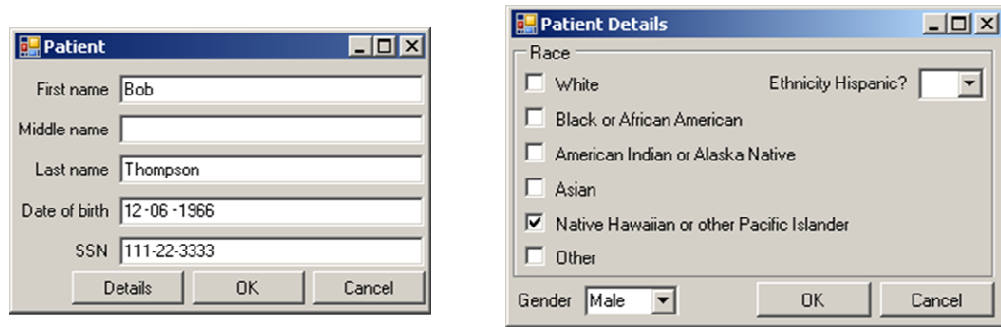 Patient
First name Bob
Middle name
Last name Thompson
Date of birth 12-06-1966
SSN 111-22-3333
Details OK Cancel
Patient Details
Race
White Ethnicity Hispanic?
Black or African American
American Indian or Alaska Native
Asian
Native Hawaiian or other Pacific Islander
Other
Gender Male OK Cancel